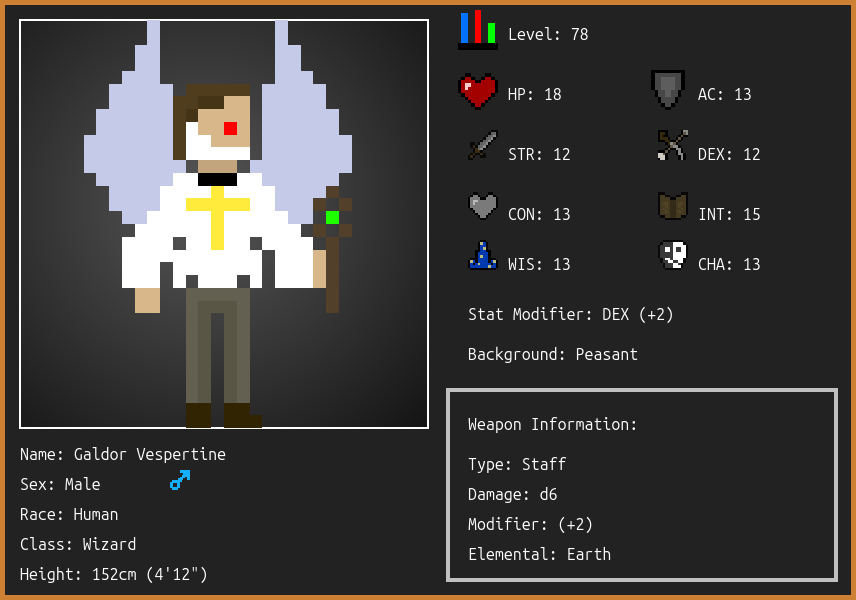 Level: 78
HP: 18
AC: 13
STR: 12
DEX: 12
CON: 13
INT: 15
WIS: 13
CHA: 13
Stat Modifier: DEX (+2)
Background: Peasant
Weapon Information:
Type: Staff
Damage: d6
Modifier: (+2)
Elemental: Earth
Name: Galdor Vespertine
Sex: Male
Race: Human
Class: Wizard
Height: 152cm (4'12")